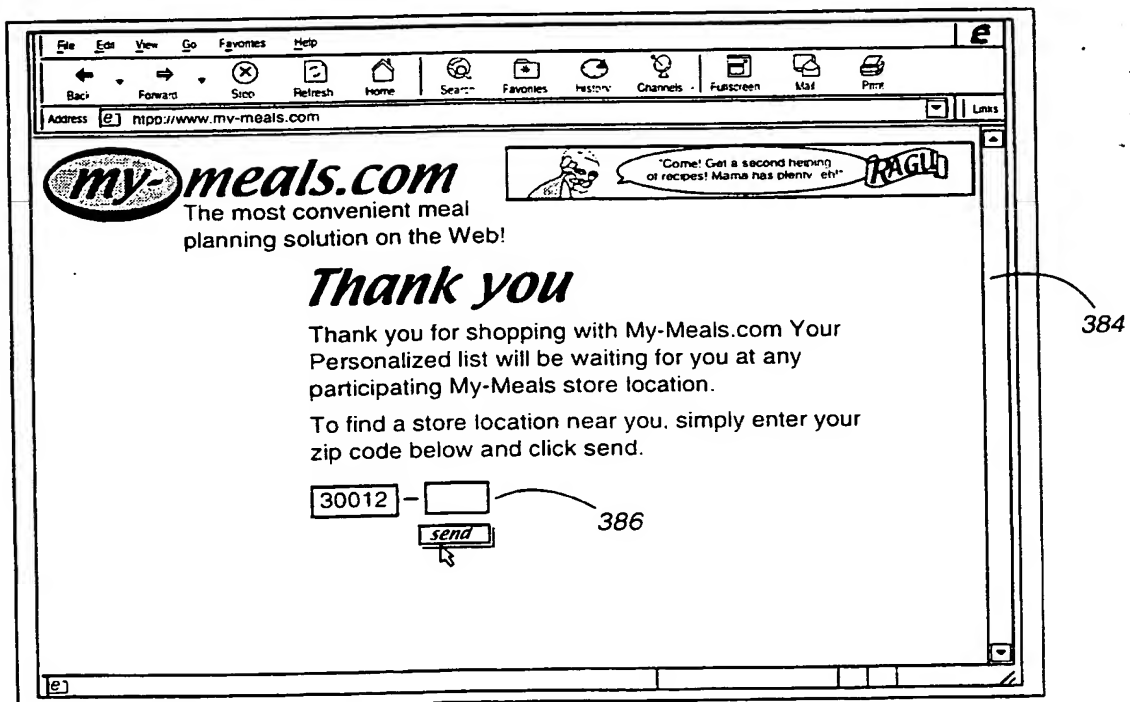 File Edit View Go Favorites Help
Back Forward Stop Refresh Home Search Favorites History Channels Fullscreen Mail Print
Address htpp://www.my-meals.com Links
my-meals.com
The most convenient meal
planning solution on the Web!
"Come! Get a second helping
of recipes! Mama has plenty eh!"
RAGU
Thank you
Thank you for shopping with My-Meals.com Your
Personalized list will be waiting for you at any
participating My-Meals store location.
To find a store location near you, simply enter your
zip code below and click send.
30012 –
send
384
386